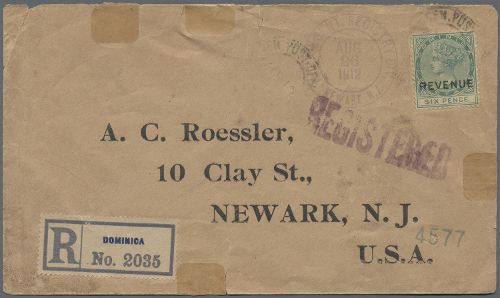 AUG
26
1912
REVENUE
SIX PENCE
REGISTERED
A. C. Roessler,
10 Clay St.,
NEWARK, N. J.
4577
U.S.A.
R
DOMINICA
No. 2035